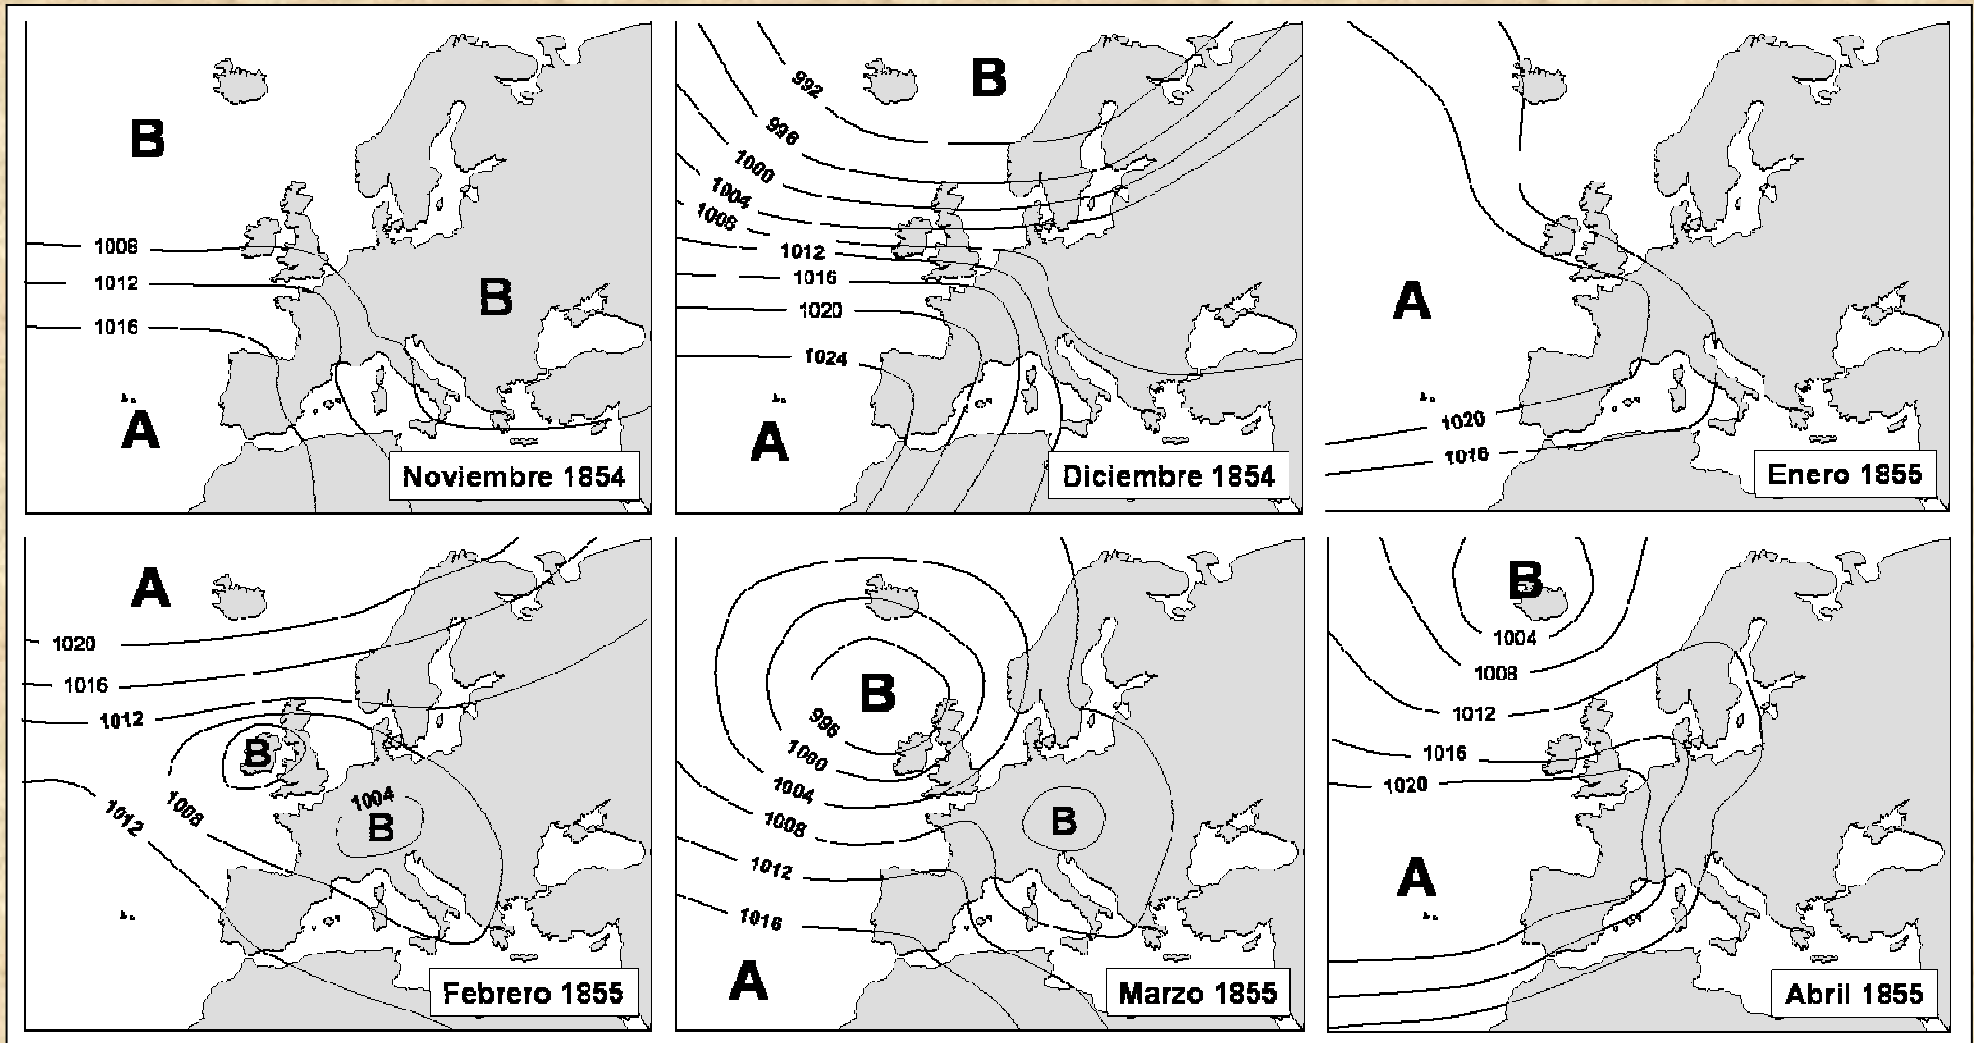 B
1008
1012
B
1016
A
Noviembre 1854
992
B
996
1000
1004
1008
1012
1016
1020
1024
A
Diciembre 1854
A
1020
1016
Enero 1855
A
1020
1016
1012
B
1004
1008
B
1012
Febrero 1855
B
996
1000
1004
1008
B
1012
1016
A
Marzo 1855
B
1004
1008
1012
1016
1020
A
Abril 1855